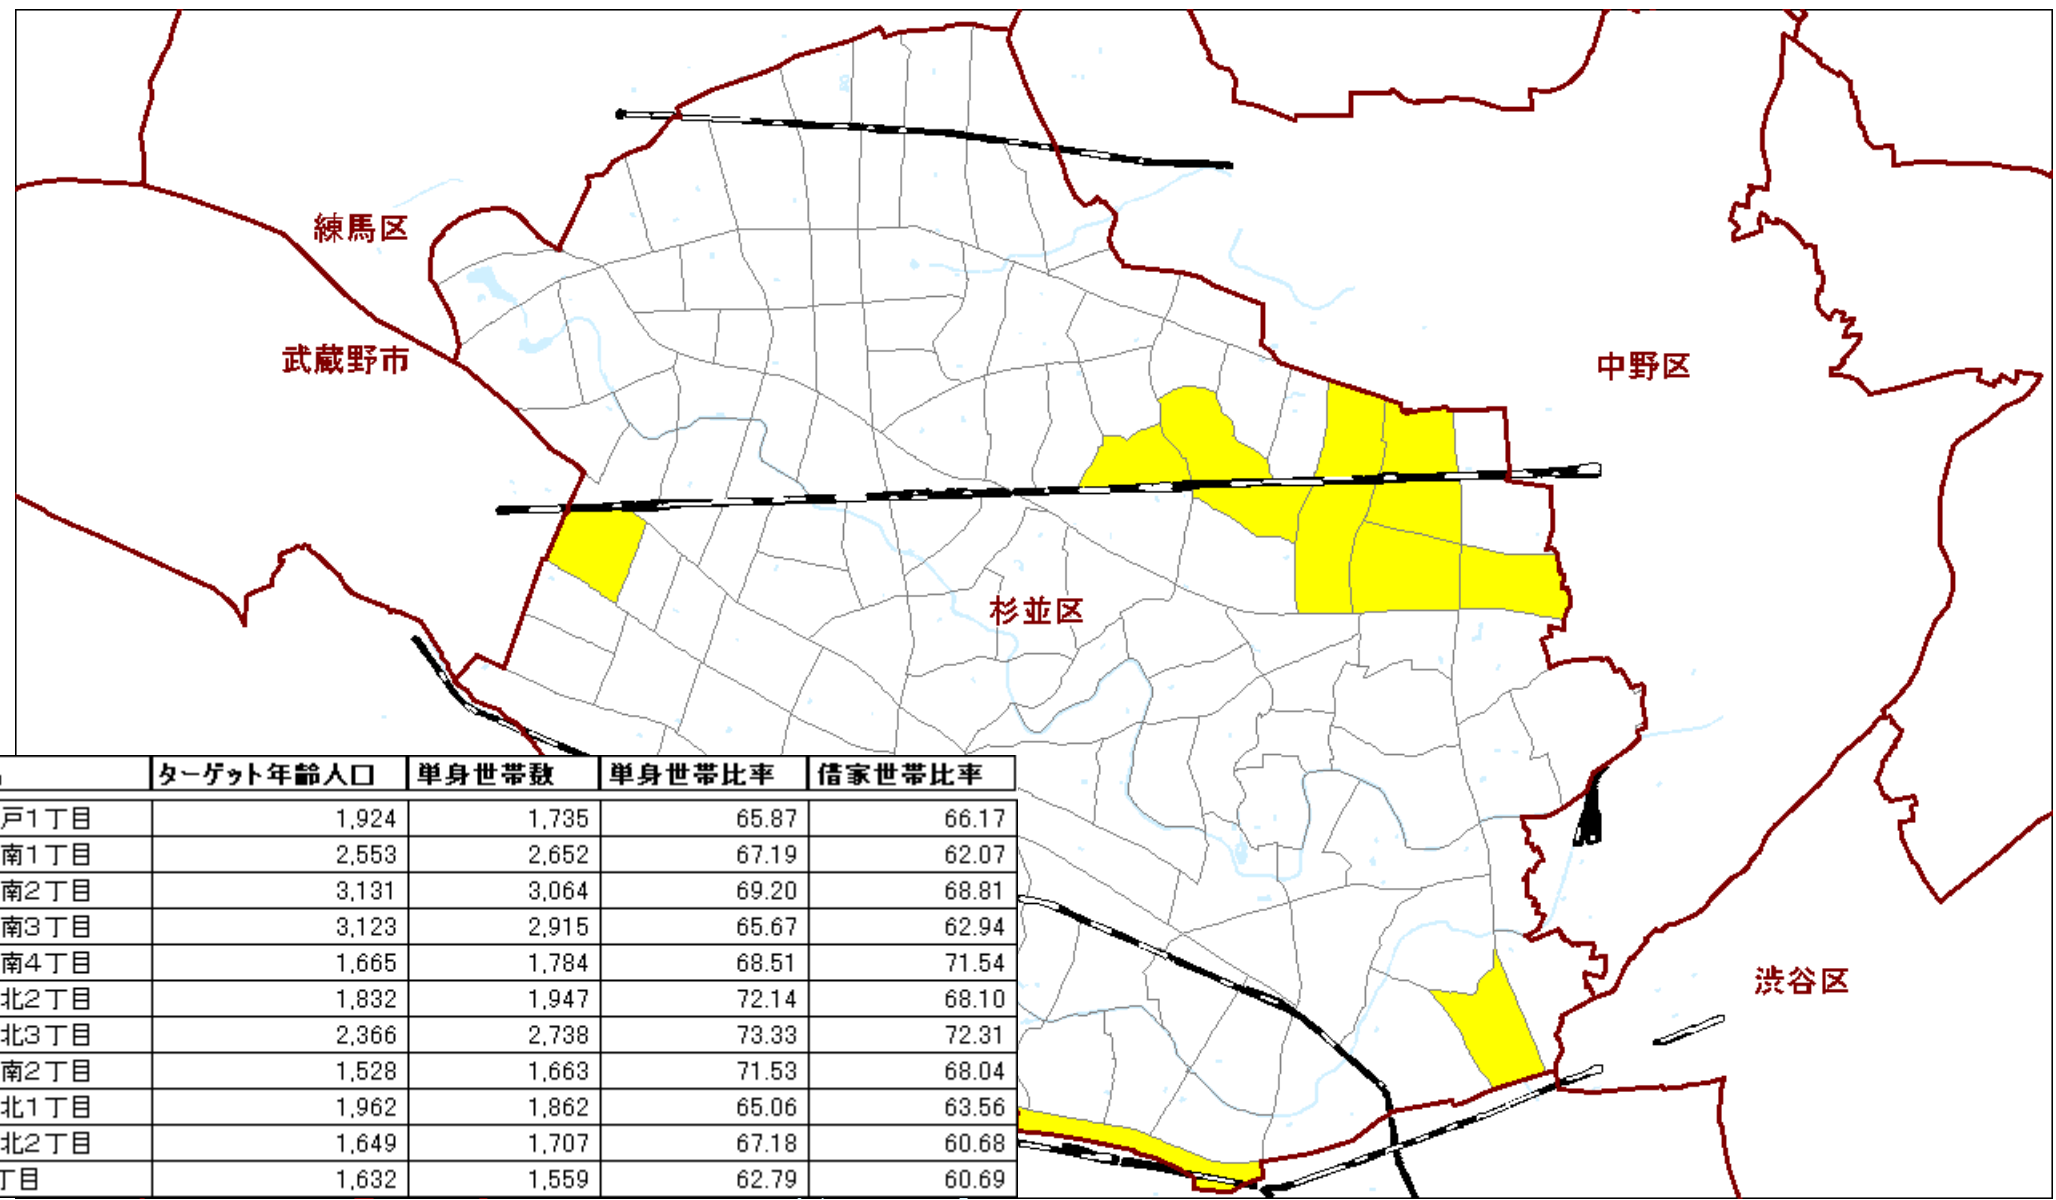 練馬区
武蔵野市
中野区
杉並区
渋谷区
ターゲット年齢人口 単身世帯数 単身世帯比率 借家世帯比率
戸1丁目 1,924 1,735 65.87 66.17
南1丁目 2,553 2,652 67.19 62.07
南2丁目 3,131 3,064 69.20 68.81
南3丁目 3,123 2,915 65.67 62.94
南4丁目 1,665 1,784 68.51 71.54
北2丁目 1,832 1,947 72.14 68.10
北3丁目 2,366 2,738 73.33 72.31
南2丁目 1,528 1,663 71.53 68.04
北1丁目 1,962 1,862 65.06 63.56
北2丁目 1,649 1,707 67.18 60.68
丁目 1,632 1,559 62.79 60.69